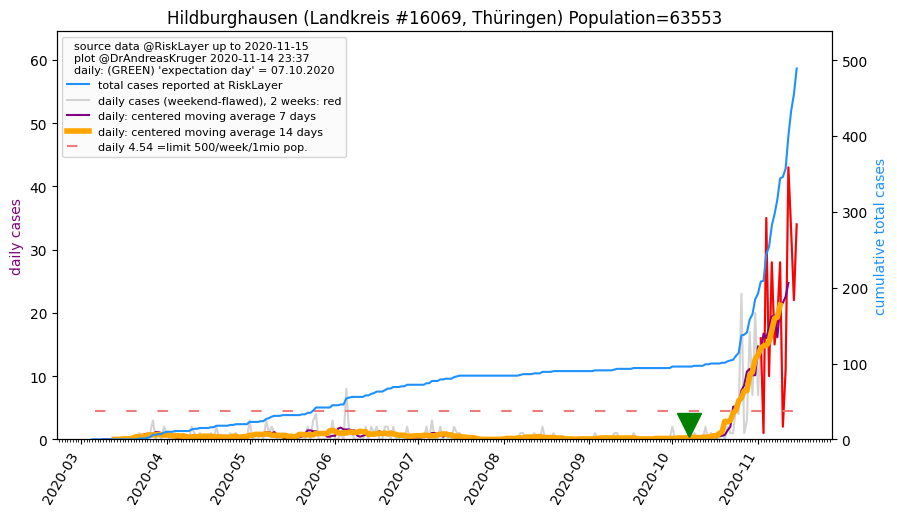 Hildburghausen (Landkreis #16069, Thüringen) Population=63553
source data @RiskLayer up to 2020-11-15
plot @DrAndreasKruger 2020-11-14 23:37
daily: (GREEN) 'expectation day' = 07.10.2020
total cases reported at RiskLayer
daily cases (weekend-flawed), 2 weeks: red
daily: centered moving average 7 days
daily: centered moving average 14 days
daily 4.54 =limit 500/week/1mio pop.
daily cases
60
50
40
30
20
10
0
cumulative total cases
500
400
300
200
100
0
2020-03
2020-04
2020-05
2020-06
2020-07
2020-08
2020-09
2020-10
2020-11